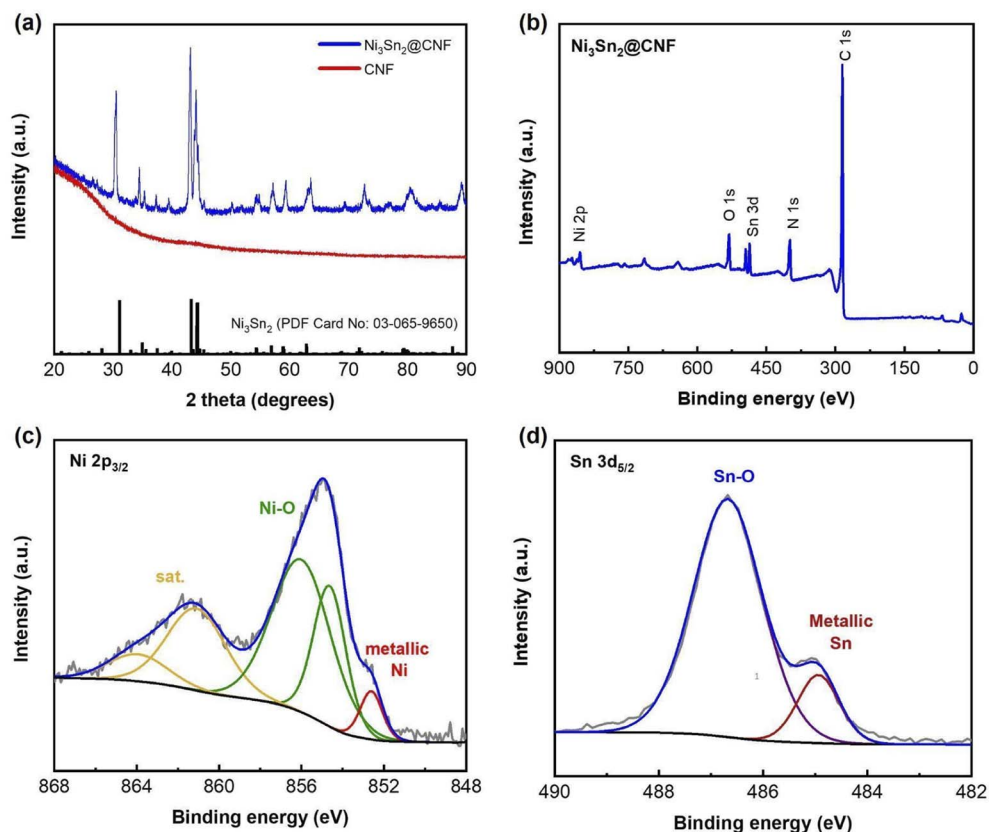 (a)
Intensity (a.u.)
Ni₃Sn₂@CNF
CNF
Ni₃Sn₂ (PDF Card No: 03-065-9650)
20 30 40 50 60 70 80 90
2 theta (degrees)
(b)
Intensity (a.u.)
Ni₃Sn₂@CNF
Ni 2p
O 1s
Sn 3d
N 1s
C 1s
900 750 600 450 300 150 0
Binding energy (eV)
(c)
Intensity (a.u.)
Ni 2p₃/₂
sat.
Ni-O
metallic
Ni
868 864 860 856 852 848
Binding energy (eV)
(d)
Intensity (a.u.)
Sn 3d₅/₂
Sn-O
Metallic
Sn
1
490 488 486 484 482
Binding energy (eV)